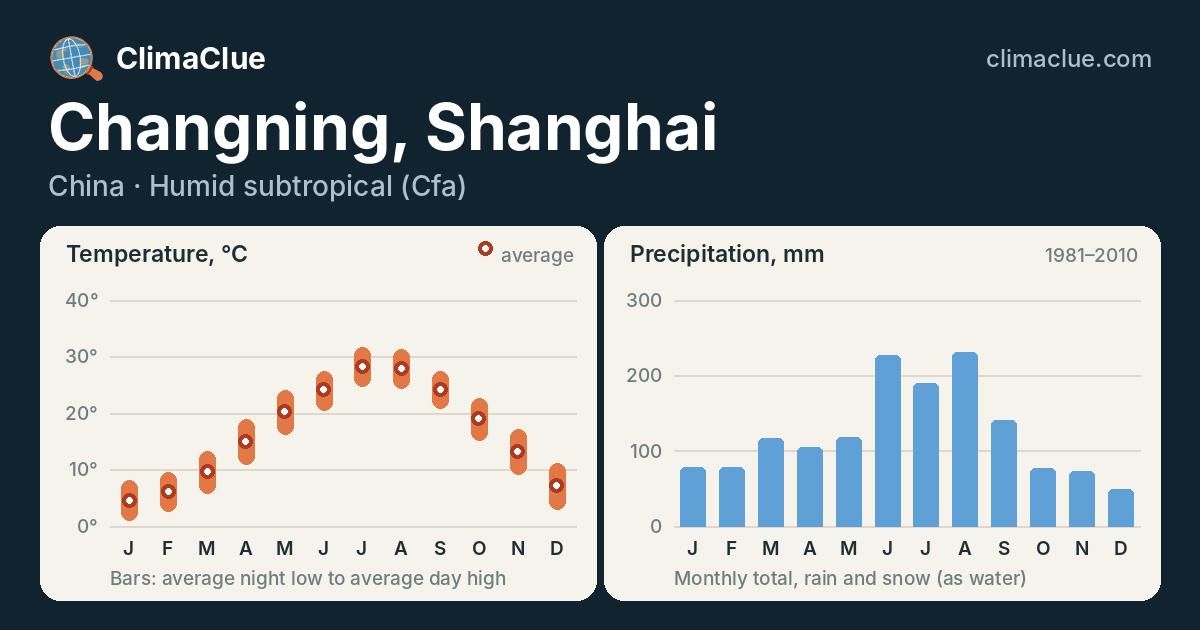 ClimaClue
climaclue.com
Changning, Shanghai
China · Humid subtropical (Cfa)
Temperature, °C
average
40°
30°
20°
10°
0°
J F M A M J J A S O N D
Bars: average night low to average day high
Precipitation, mm
1981–2010
300
200
100
0
J F M A M J J A S O N D
Monthly total, rain and snow (as water)